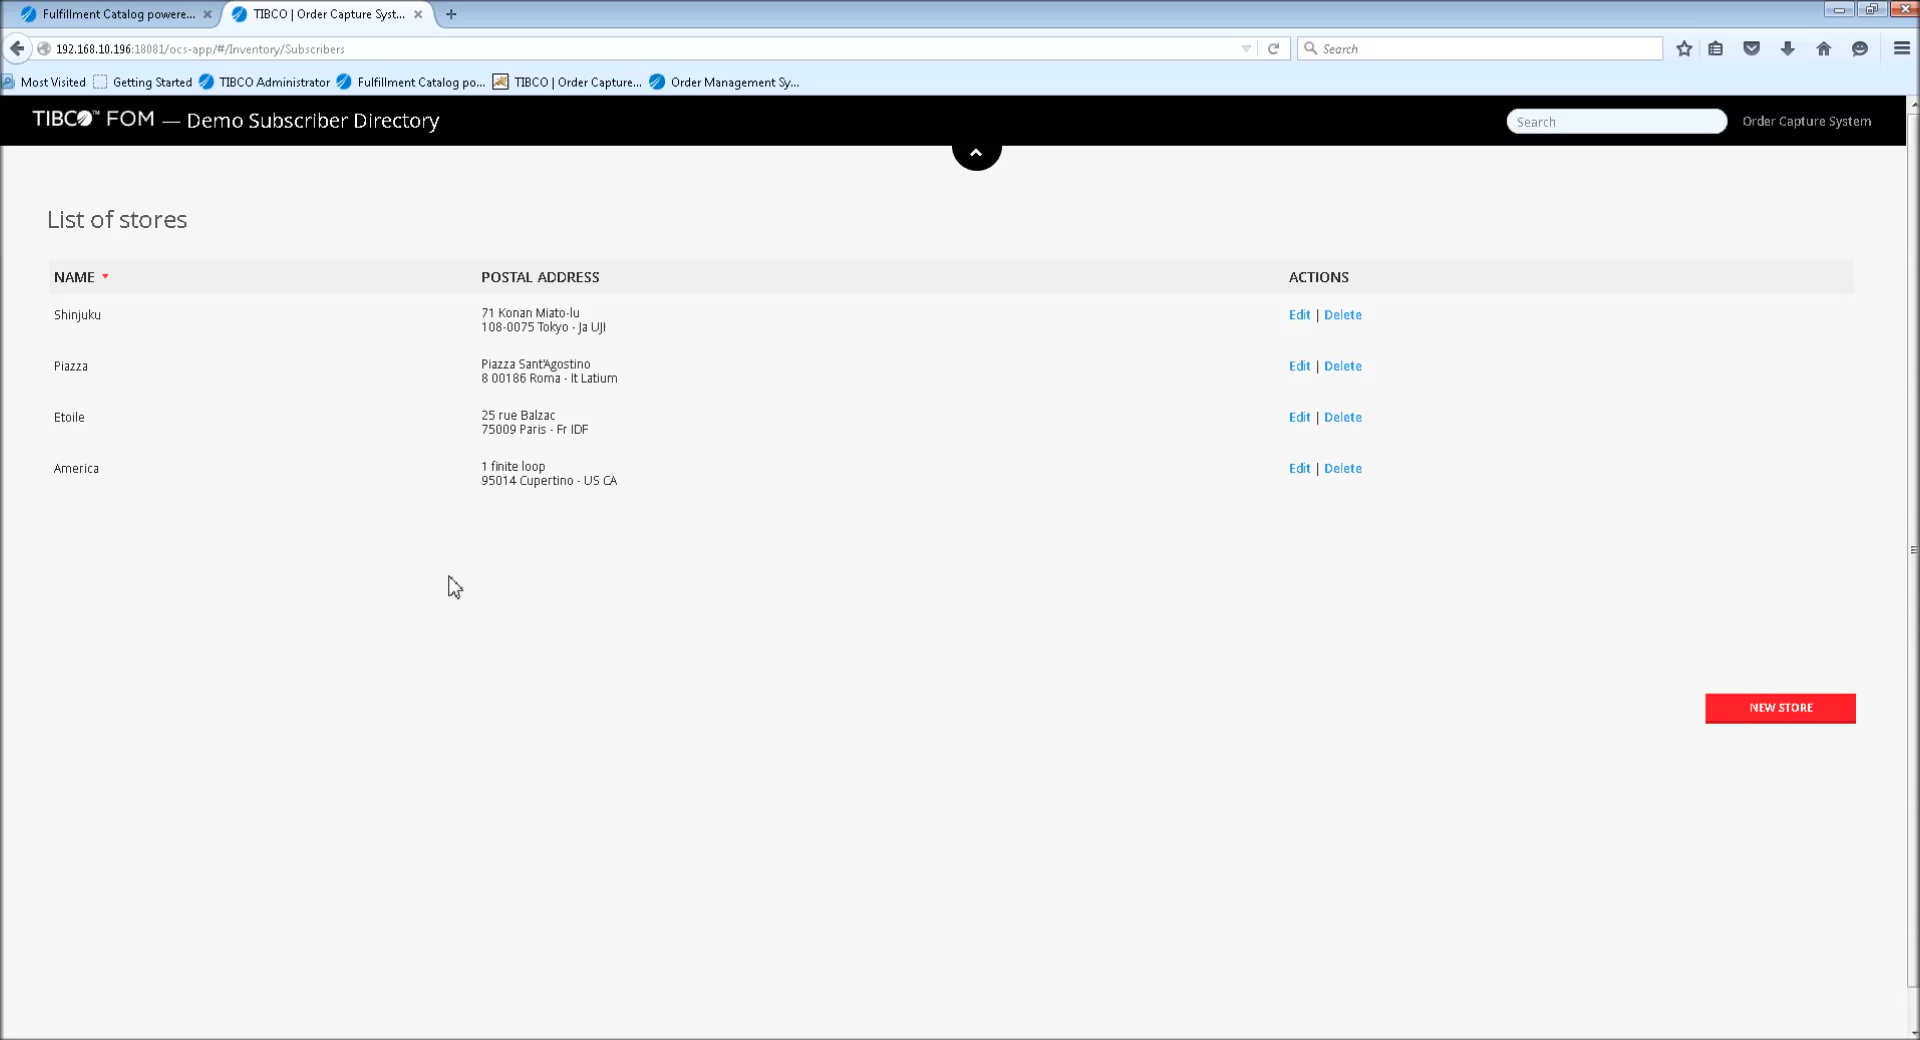 Fulfillment Catalog powere...
TIBCO | Order Capture Syst...
192.168.10.196:18081/ocs-app/#/Inventory/Subscribers
Search
Most Visited
Getting Started
TIBCO Administrator
Fulfillment Catalog po...
TIBCO | Order Capture...
Order Management Sy...
TIBCO™ FOM — Demo Subscriber Directory
Search
Order Capture System
List of stores
NAME
POSTAL ADDRESS
ACTIONS
Shinjuku
71 Konan Miato-lu
108-0075 Tokyo - Ja UJI
Edit | Delete
Piazza
Piazza Sant'Agostino
8 00186 Roma - It Latium
Edit | Delete
Etoile
25 rue Balzac
75009 Paris - Fr IDF
Edit | Delete
America
1 finite loop
95014 Cupertino - US CA
Edit | Delete
NEW STORE